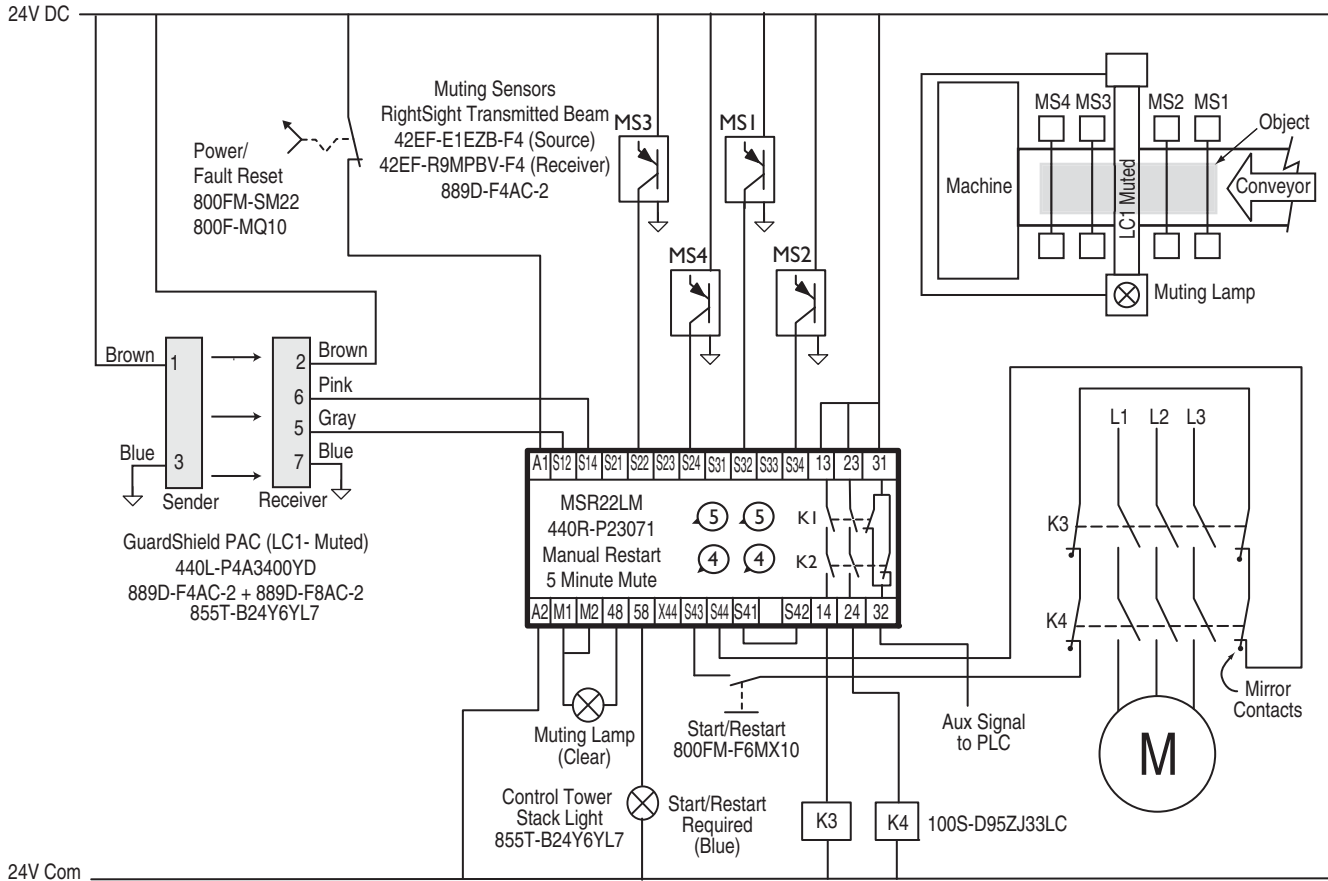 24V DC
Power/
Fault Reset
800FM-SM22
800F-MQ10
Muting Sensors
RightSight Transmitted Beam
42EF-E1EZB-F4 (Source)
42EF-R9MPBV-F4 (Receiver)
889D-F4AC-2
MS3
MS1
MS4
MS2
MS4 MS3 MS2 MS1
Object
Machine
LC1 Muted
Conveyor
Muting Lamp
Brown
1
Blue
3
Sender
2
Brown
6
Pink
5
Gray
7
Blue
Receiver
GuardShield PAC (LC1- Muted)
440L-P4A3400YD
889D-F4AC-2 + 889D-F8AC-2
855T-B24Y6YL7
A1 S12 S14 S21 S22 S23 S24 S31 S32 S33 S34 13 23 31
MSR22LM
440R-P23071
Manual Restart
5 Minute Mute
5 5
4 4
K1
K2
A2 M1 M2 48 58 X44 S43 S44 S41 S42 14 24 32
L1 L2 L3
K3
K4
Mirror
Contacts
M
Muting Lamp
(Clear)
Start/Restart
800FM-F6MX10
Aux Signal
to PLC
Control Tower
Stack Light
855T-B24Y6YL7
Start/Restart
Required
(Blue)
K3
K4
100S-D95ZJ33LC
24V Com